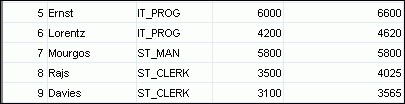 5 Ernst IT_PROG 6000 6600
6 Lorentz IT_PROG 4200 4620
7 Mourgos ST_MAN 5800 5800
8 Rajs ST_CLERK 3500 4025
9 Davies ST_CLERK 3100 3565